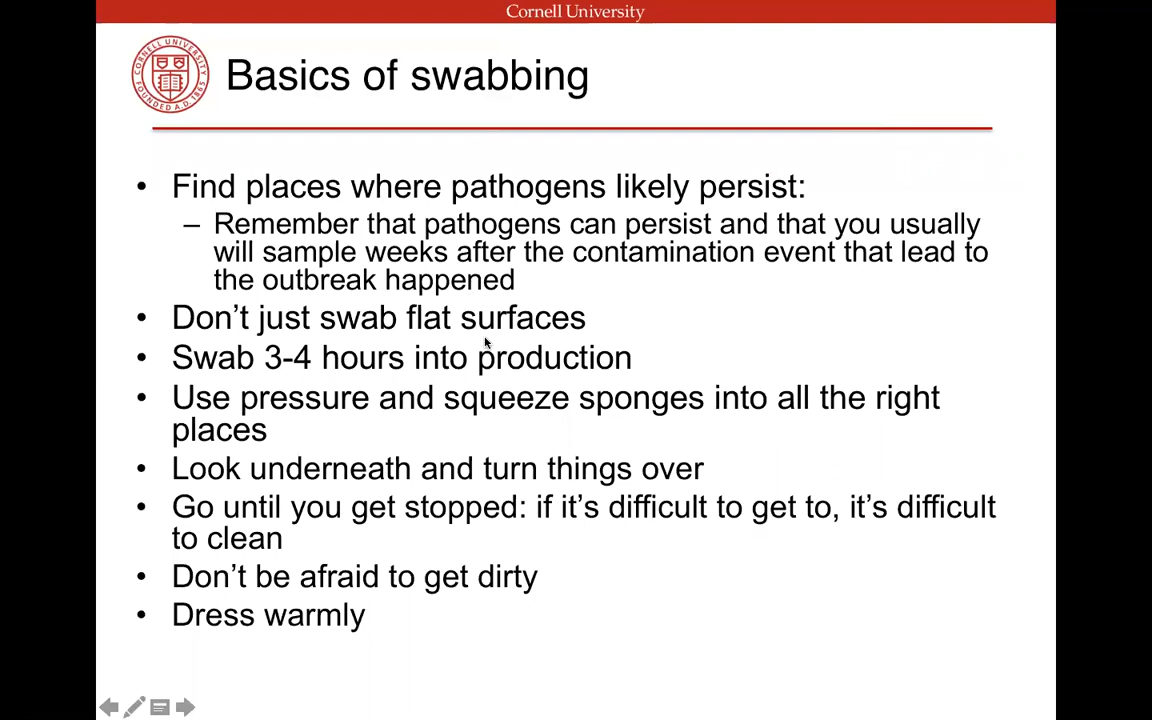 Cornell University
CORNELL UNIVERSITY
FOUNDED A.D. 1865
Basics of swabbing
• Find places where pathogens likely persist:
– Remember that pathogens can persist and that you usually
will sample weeks after the contamination event that lead to
the outbreak happened
• Don’t just swab flat surfaces
• Swab 3-4 hours into production
• Use pressure and squeeze sponges into all the right
places
• Look underneath and turn things over
• Go until you get stopped: if it’s difficult to get to, it’s difficult
to clean
• Don’t be afraid to get dirty
• Dress warmly